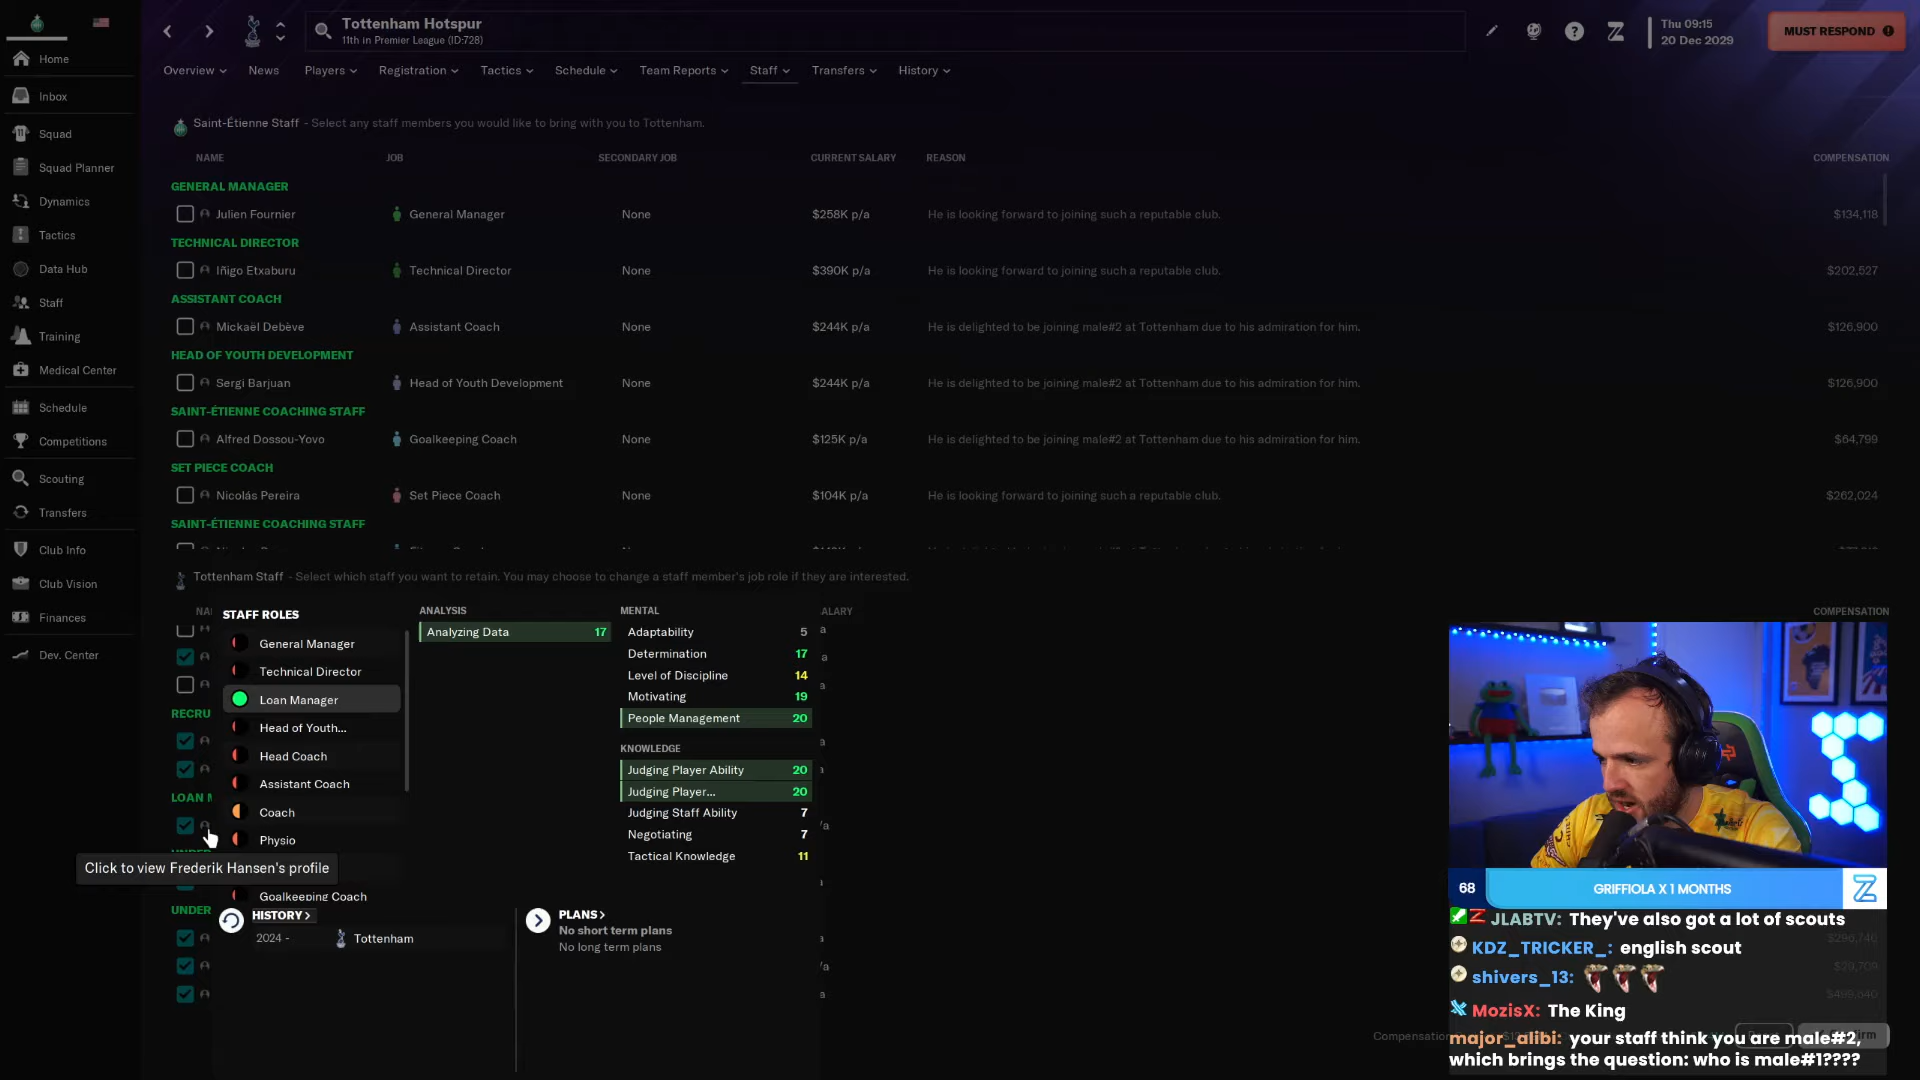 Tottenham Hotspur
11th in Premier League (ID:728)
Thu 09:15
20 Dec 2029
MUST RESPOND
Home
Overview
News
Players
Registration
Tactics
Schedule
Team Reports
Staff
Transfers
History
Inbox
Squad
Squad Planner
Dynamics
Tactics
Data Hub
Staff
Training
Medical Center
Schedule
Competitions
Scouting
Transfers
Club Info
Club Vision
Finances
Dev. Center
Saint-Étienne Staff - Select any staff members you would like to bring with you to Tottenham.
NAME JOB SECONDARY JOB CURRENT SALARY REASON COMPENSATION
GENERAL MANAGER
Julien Fournier General Manager None $258K p/a He is looking forward to joining such a reputable club. $134,118
TECHNICAL DIRECTOR
Iñigo Etxaburu Technical Director None $390K p/a He is looking forward to joining such a reputable club. $202,527
ASSISTANT COACH
Mickaël Debève Assistant Coach None $244K p/a He is delighted to be joining male#2 at Tottenham due to his admiration for him. $126,900
HEAD OF YOUTH DEVELOPMENT
Sergi Barjuan Head of Youth Development None $244K p/a He is delighted to be joining male#2 at Tottenham due to his admiration for him. $126,900
SAINT-ÉTIENNE COACHING STAFF
Alfred Dossou-Yovo Goalkeeping Coach None $125K p/a He is delighted to be joining male#2 at Tottenham due to his admiration for him. $64,799
SET PIECE COACH
Nicolás Pereira Set Piece Coach None $104K p/a He is looking forward to joining such a reputable club. $262,024
SAINT-ÉTIENNE COACHING STAFF
Tottenham Staff - Select which staff you want to retain. You may choose to change a staff member's job role if they are interested.
NA ALARY COMPENSATION
RECRU
LOAN M
UNDER
STAFF ROLES
General Manager
Technical Director
Loan Manager
Head of Youth...
Head Coach
Assistant Coach
Coach
Physio
Goalkeeping Coach
ANALYSIS
Analyzing Data 17
MENTAL
Adaptability 5
Determination 17
Level of Discipline 14
Motivating 19
People Management 20
KNOWLEDGE
Judging Player Ability 20
Judging Player... 20
Judging Staff Ability 7
Negotiating 7
Tactical Knowledge 11
Click to view Frederik Hansen's profile
HISTORY
2024 - Tottenham
PLANS
No short term plans
No long term plans
68 GRIFFIOLA X 1 MONTHS
JLABTV: They've also got a lot of scouts
KDZ_TRICKER_: english scout
shivers_13:
MozisX: The King
major_alibi: your staff think you are male#2,
which brings the question: who is male#1????